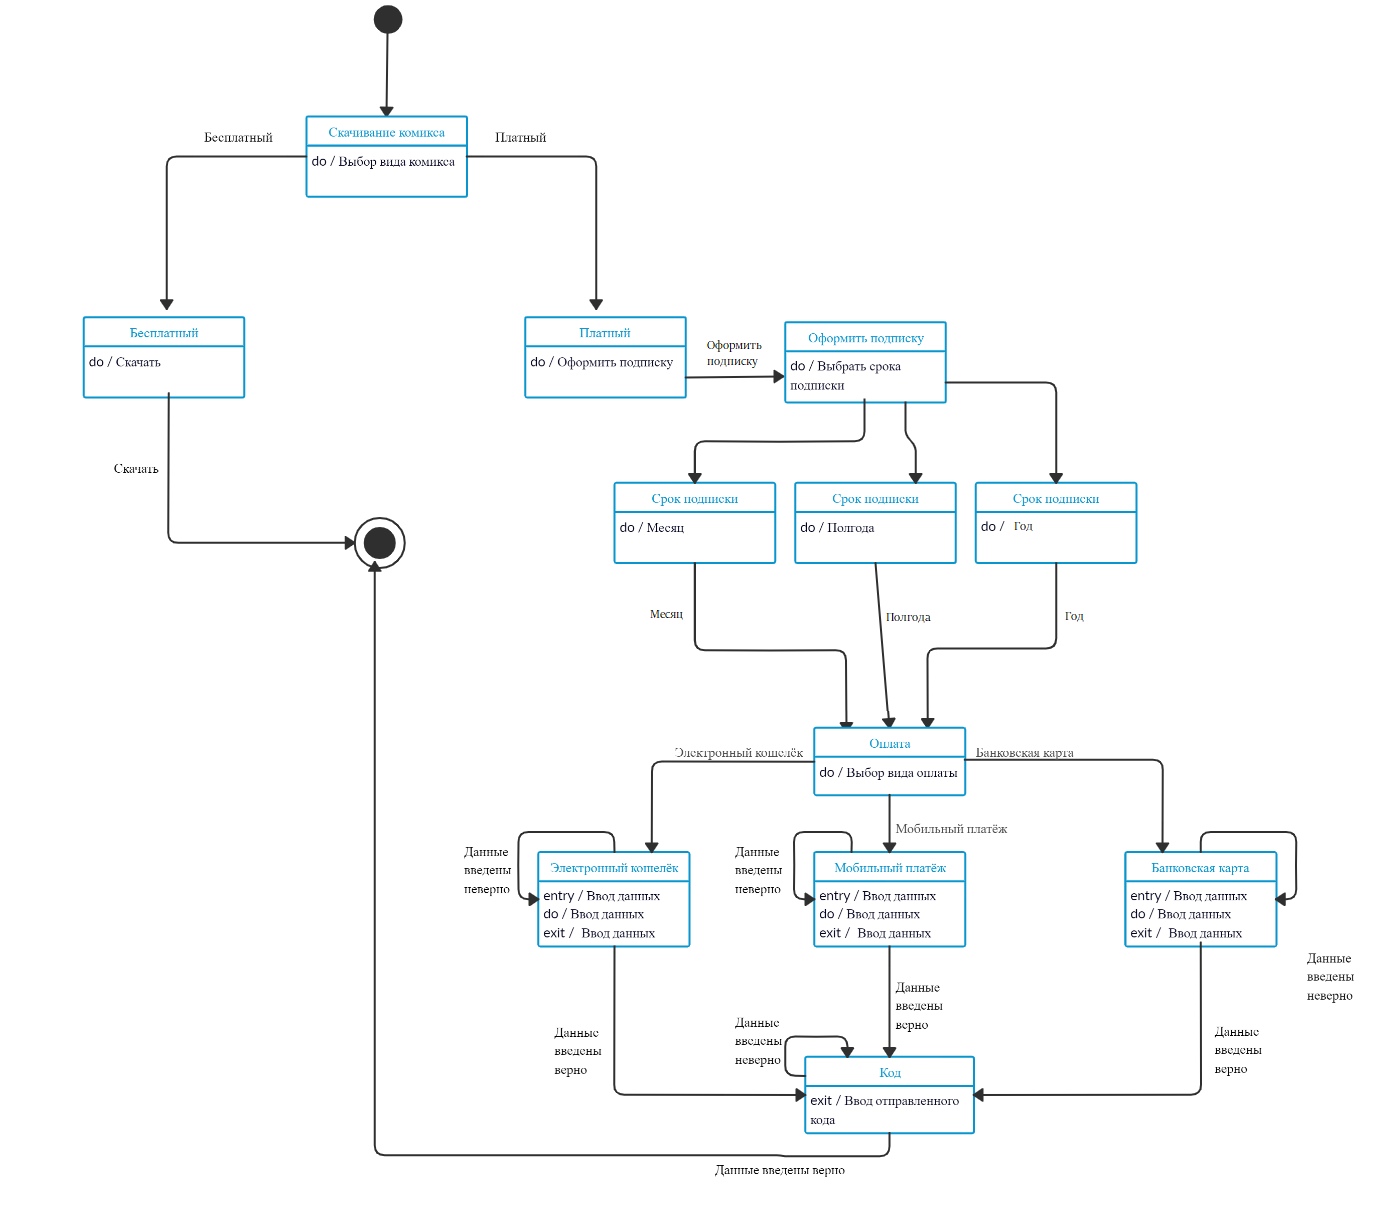 Бесплатный
Скачивание комикса
Платный
do / Выбор вида комикса
Бесплатный
do / Скачать
Платный
do / Оформить подписку
Оформить
подписку
Оформить подписку
do / Выбрать срока
подписки
Скачать
Срок подписки
do / Месяц
Срок подписки
do / Полгода
Срок подписки
do / Год
Месяц
Полгода
Год
Оплата
do / Выбор вида оплаты
Электронный кошелёк
Банковская карта
Мобильный платёж
Данные
введены
неверно
Электронный кошелёк
entry / Ввод данных
do / Ввод данных
exit / Ввод данных
Данные
введены
неверно
Мобильный платёж
entry / Ввод данных
do / Ввод данных
exit / Ввод данных
Банковская карта
entry / Ввод данных
do / Ввод данных
exit / Ввод данных
Данные
введены
неверно
Данные
введены
верно
Данные
введены
верно
Данные
введены
верно
Данные
введены
неверно
Код
exit / Ввод отправленного
кода
Данные введены верно